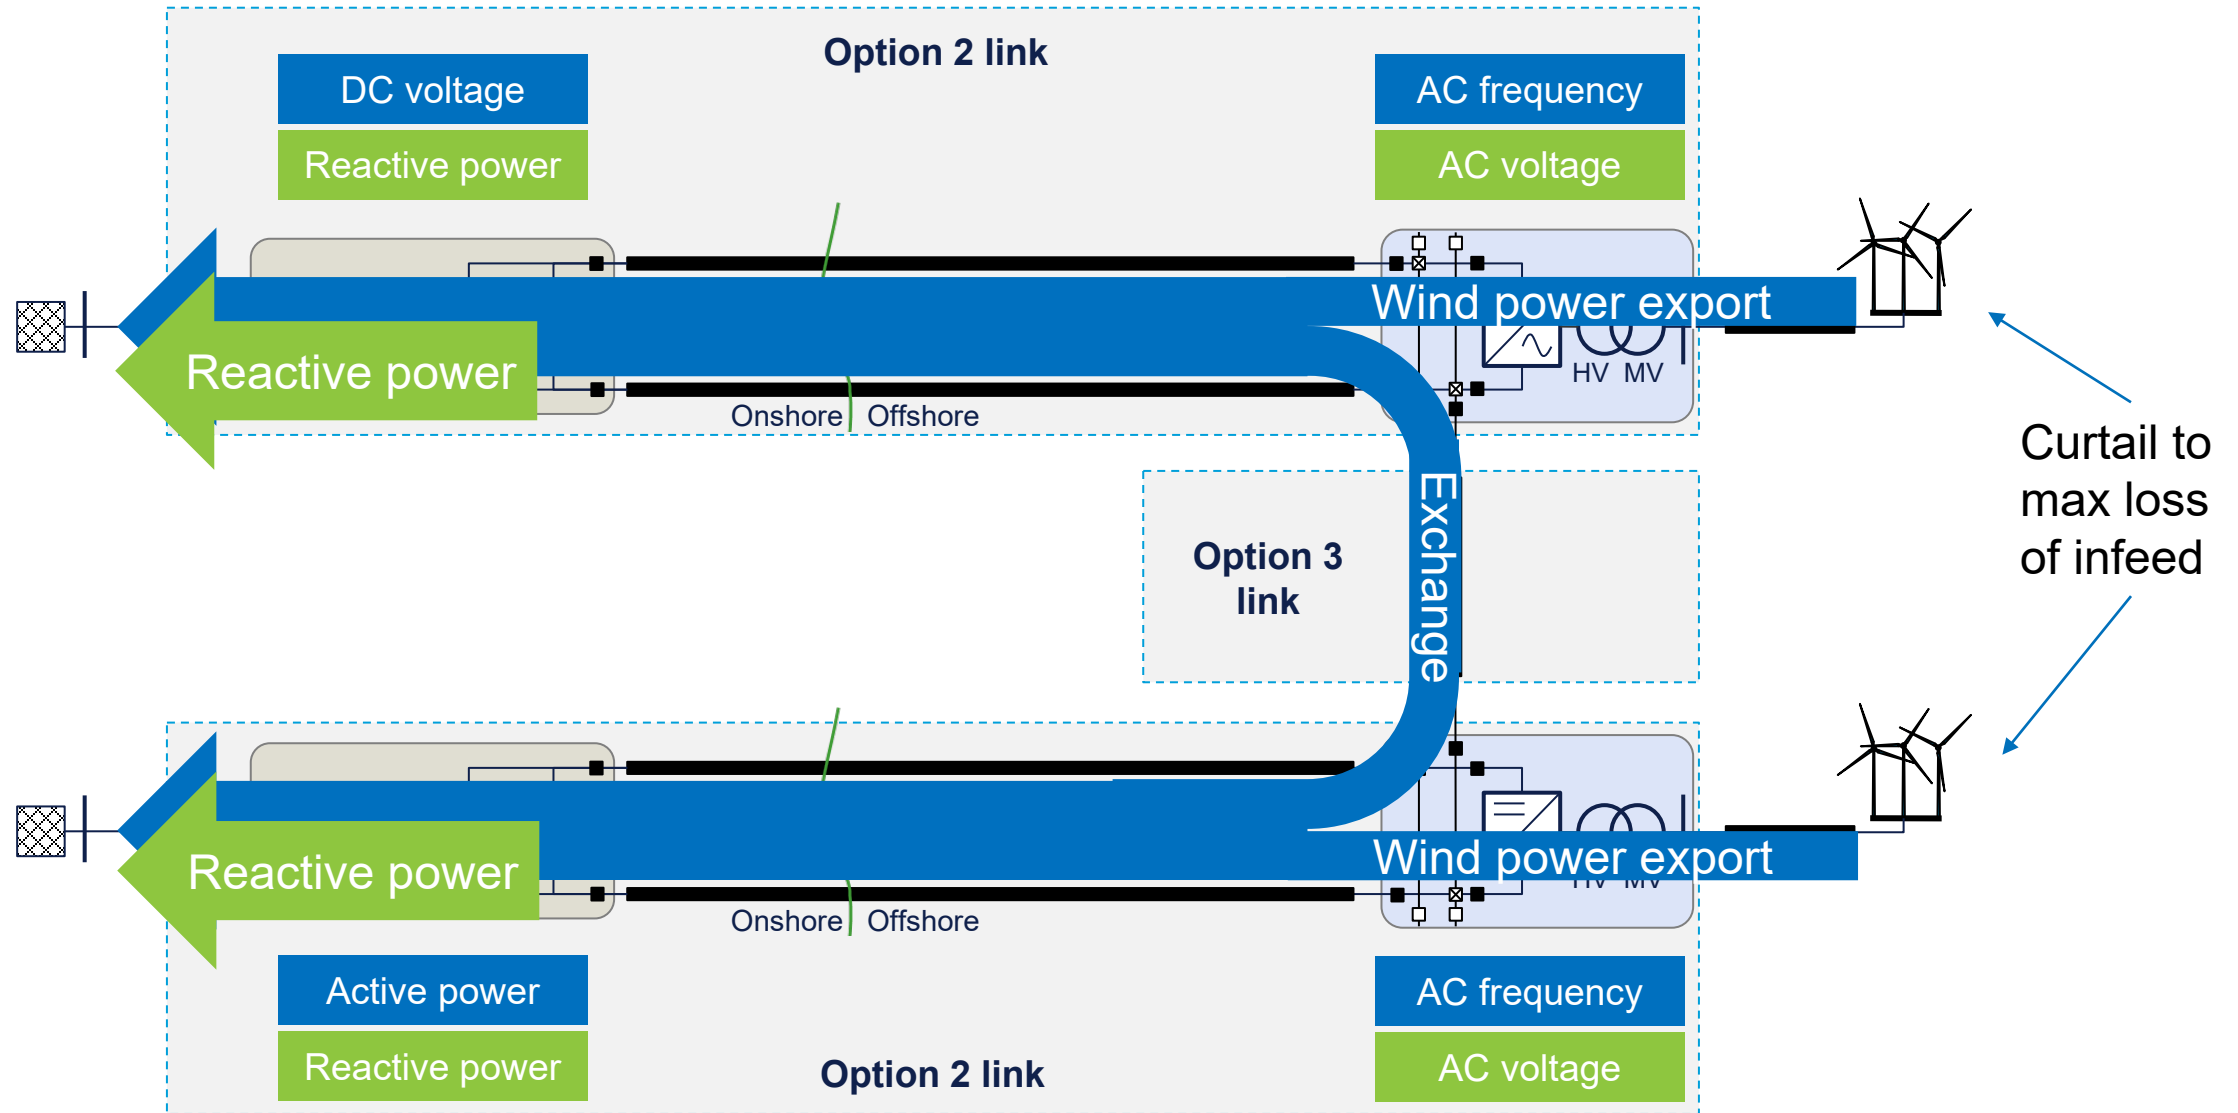 Option 2 link
DC voltage
AC frequency
Reactive power
AC voltage
Wind power export
Reactive power
HV MV
Onshore Offshore
Curtail to
max loss
of infeed
Exchange
Option 3
link
Wind power export
Reactive power
HV MV
Onshore Offshore
Active power
AC frequency
Reactive power
AC voltage
Option 2 link